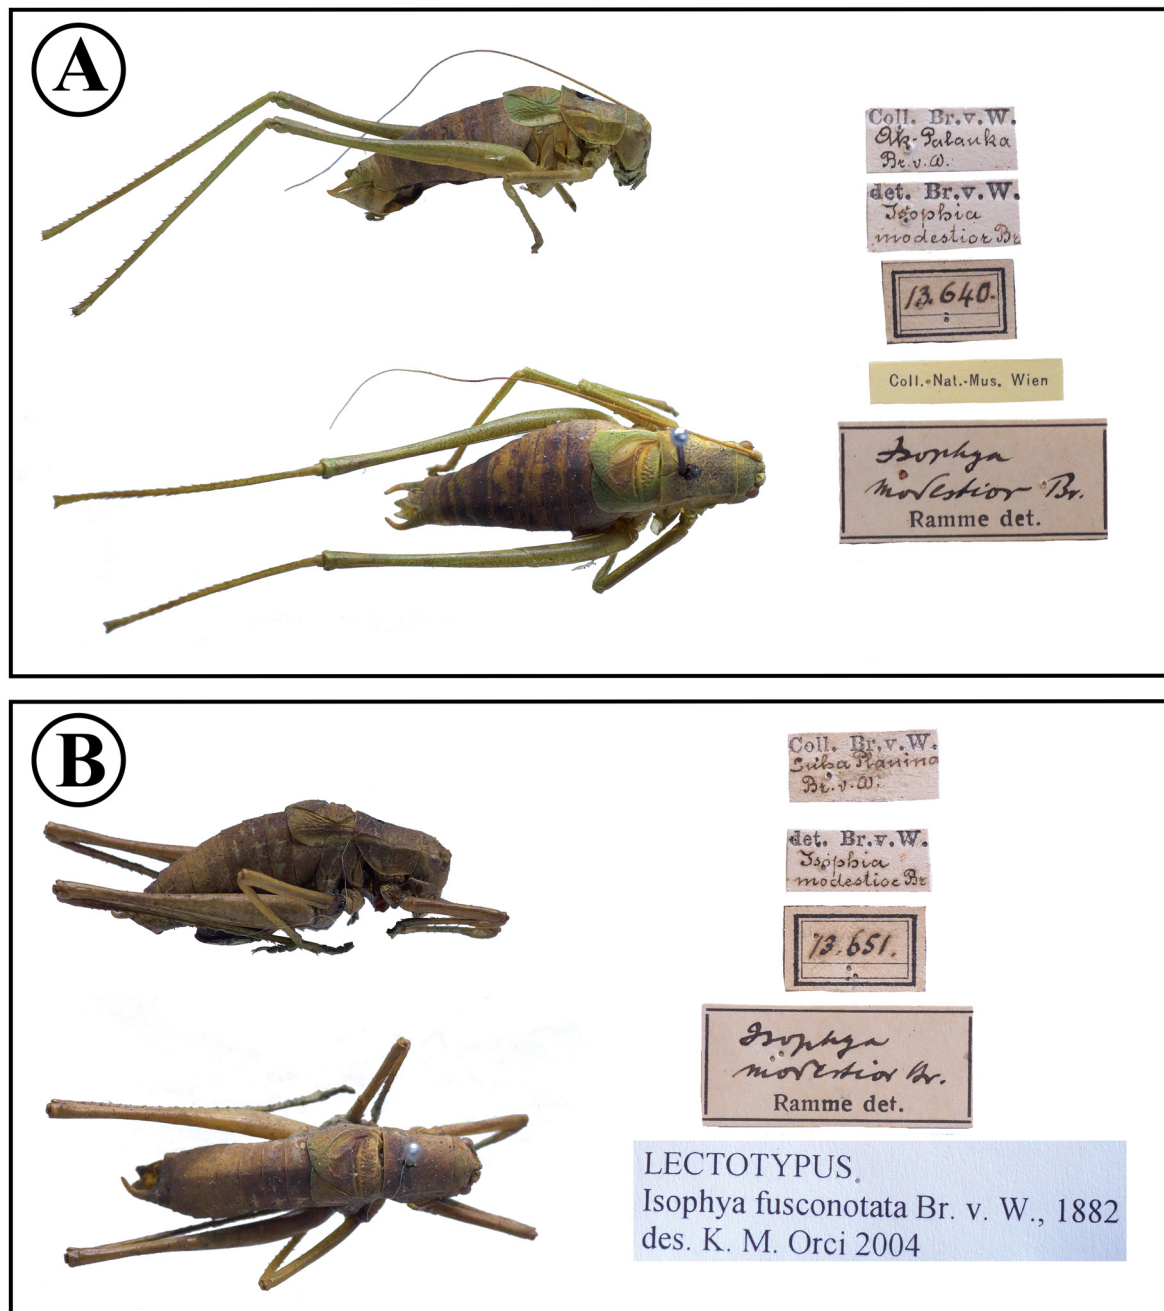 A
Coll. Br.v.W.
Ak-Palanka
Br. v. W.
det. Br.v.W.
Isophia
modestior Br
13.640.
Coll.-Nat.-Mus. Wien
Isophya
modestior Br.
Ramme det.
B
Coll. Br.v.W.
Suha Planina
Br. v. W.
det. Br.v.W.
Isophia
modestior Br
13.651.
Isophya
modestior Br.
Ramme det.
LECTOTYPUS
Isophya fusconotata Br. v. W., 1882
des. K. M. Orci 2004